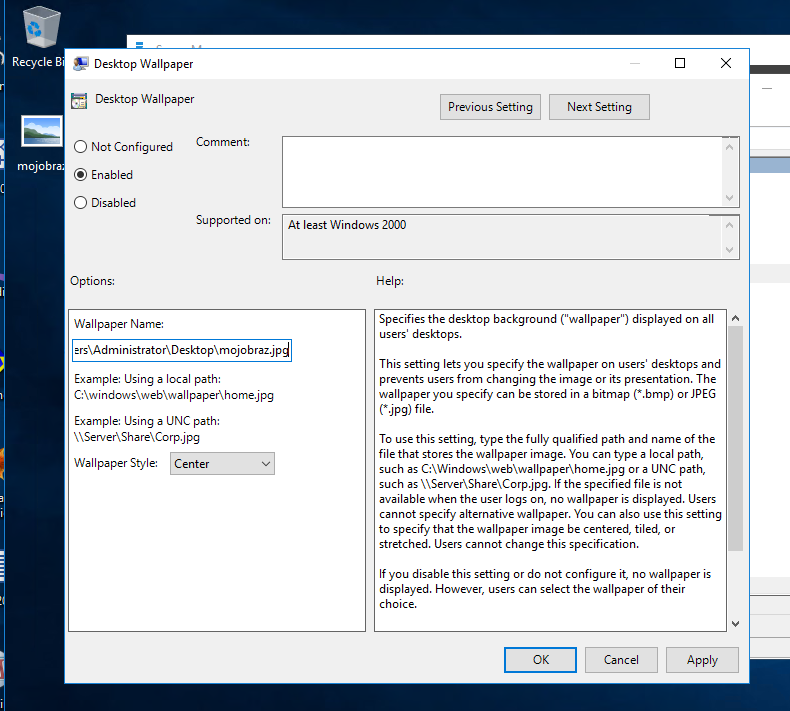 Recycle Bi
mojobraz
Desktop Wallpaper
Desktop Wallpaper
Previous Setting
Next Setting
Not Configured
Enabled
Disabled
Comment:
Supported on:
At least Windows 2000
Options:
Help:
Wallpaper Name:
ers\Administrator\Desktop\mojobraz.jpg
Example: Using a local path:
C:\windows\web\wallpaper\home.jpg
Example: Using a UNC path:
\\Server\Share\Corp.jpg
Wallpaper Style:
Center
Specifies the desktop background ("wallpaper") displayed on all
users' desktops.
This setting lets you specify the wallpaper on users' desktops and
prevents users from changing the image or its presentation. The
wallpaper you specify can be stored in a bitmap (*.bmp) or JPEG
(*.jpg) file.
To use this setting, type the fully qualified path and name of the
file that stores the wallpaper image. You can type a local path,
such as C:\Windows\web\wallpaper\home.jpg or a UNC path,
such as \\Server\Share\Corp.jpg. If the specified file is not
available when the user logs on, no wallpaper is displayed. Users
cannot specify alternative wallpaper. You can also use this setting
to specify that the wallpaper image be centered, tiled, or
stretched. Users cannot change this specification.
If you disable this setting or do not configure it, no wallpaper is
displayed. However, users can select the wallpaper of their
choice.
OK
Cancel
Apply